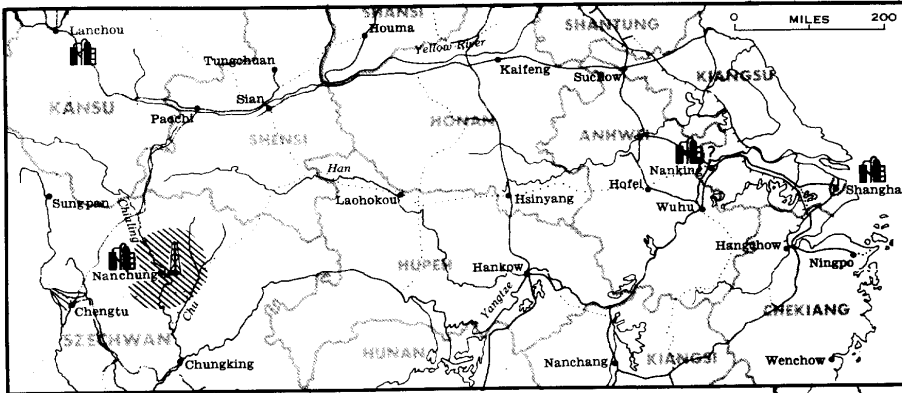 SHANSI
SHANTUNG
0 MILES 200
Lanchou
Houma
Yellow River
Tungchuan
Kaifeng
Suchow
KIANGSU
KANSU
Sian
Paochi
SHENSI
HONAN
ANHWEI
Nanking ?
Han
Laohokou
Hsinyang
Hofei
Shanghai
Sungpan
Chuling
Wuhu
Hangchow
Ningpo
Nanchung
HUPEH
Hankow
Yangtze
Chengtu
Chu
CHEKIANG
SZECHWAN
Chungking
HUNAN
Nanchang
KIANGSI
Wenchow